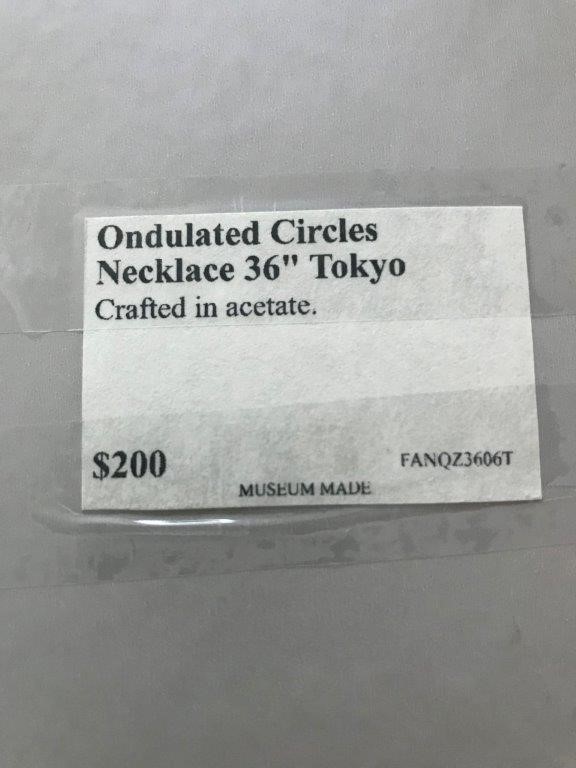 Ondulated Circles
Necklace 36" Tokyo
Crafted in acetate.
$200
FANQZ3606T
MUSEUM MADE